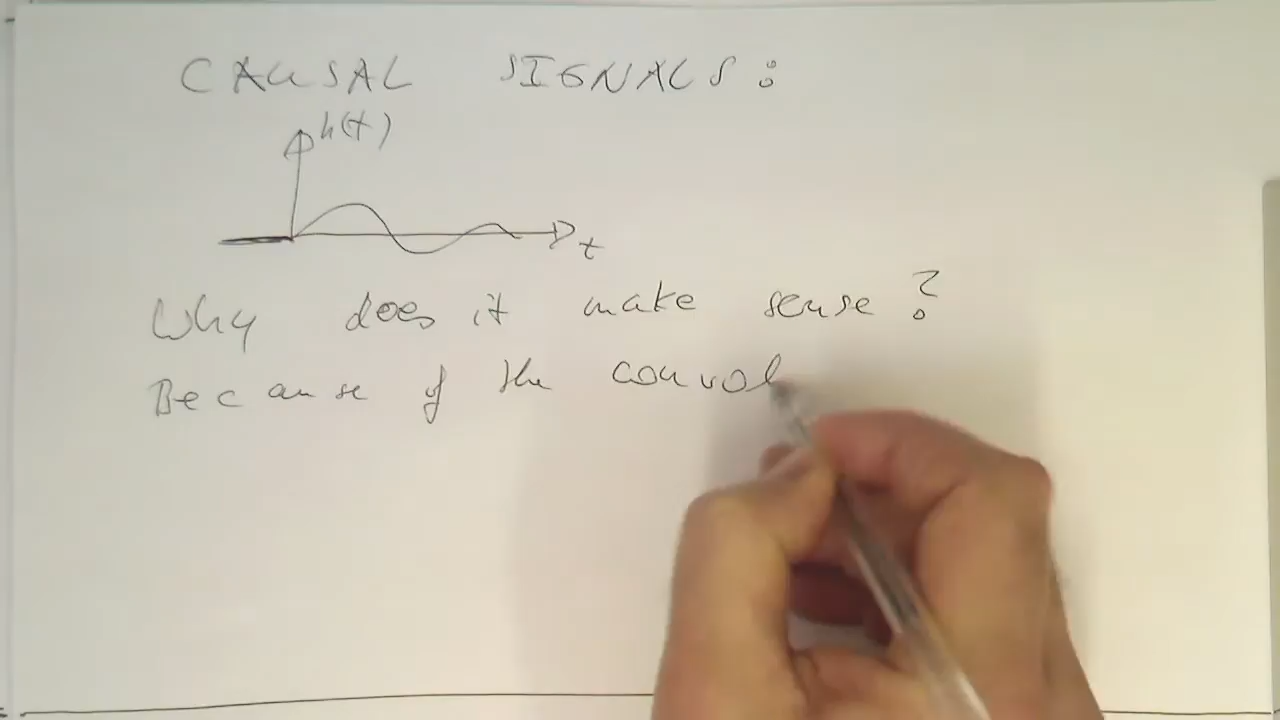 CAUSAL SIGNALS:
h(t)
t
Why does it make sense?
Because of the convol